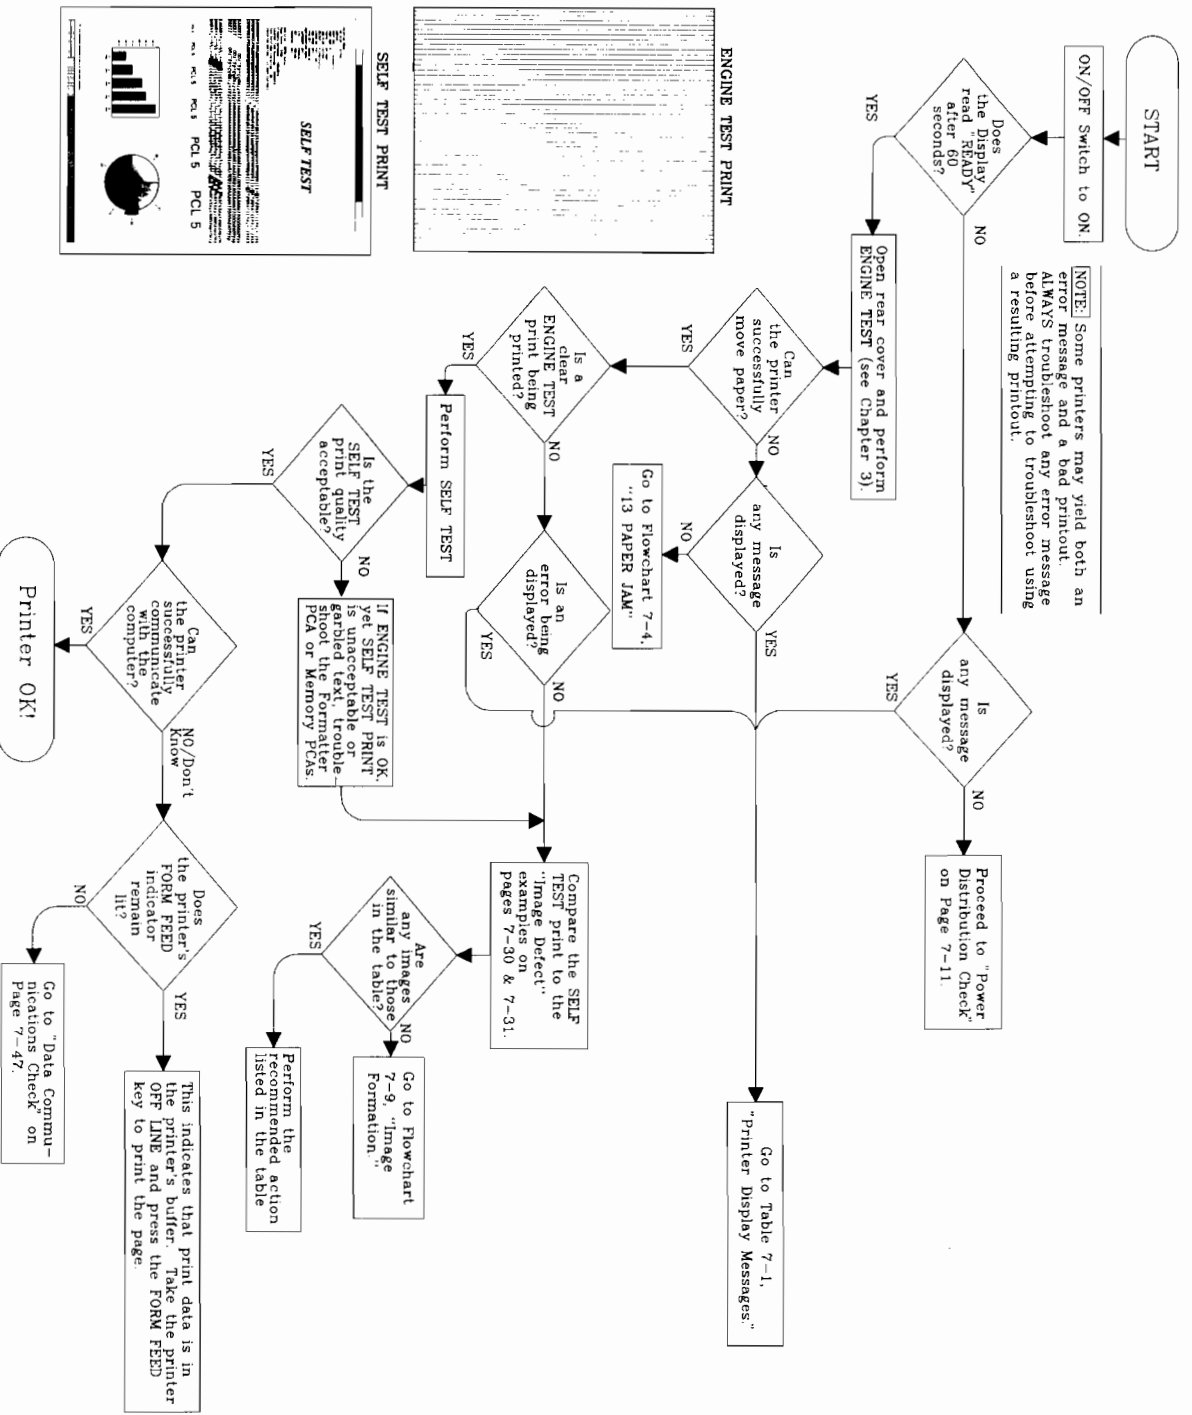 START
ON/OFF Switch to ON.
NOTE: Some printers may yield both an
error message and a bad printout.
ALWAYS troubleshoot any error message
before attempting to troubleshoot using
a resulting printout.
Does
the Display
read "READY"
after 60
seconds?
NO
YES
Is
any message
displayed?
NO
YES
Proceed to "Power
Distribution Check"
on Page 7-11.
Open rear cover and perform
ENGINE TEST (see Chapter 3).
Can
the printer
successfully
move paper?
NO
YES
Is
any message
displayed?
YES
NO
Go to Table 7-1,
"Printer Display Messages."
Go to Flowchart 7-4,
"13 PAPER JAM"
ENGINE TEST PRINT
Is a
clear
ENGINE TEST
print being
printed?
NO
YES
Is an
error being
displayed?
NO
YES
Compare the SELF
TEST print to the
"Image Defect"
examples on
pages 7-30 & 7-31.
Perform SELF TEST
Is the
SELF TEST
print quality
acceptable?
NO
YES
If ENGINE TEST is OK,
yet SELF TEST PRINT
is unacceptable or
garbled text, trouble-
shoot the Formatter
PCA or Memory PCAs.
Are
any images
similar to those
in the table?
NO
YES
Go to Flowchart
7-9, "Image
Formation."
Perform the
recommended action
listed in the table
SELF TEST PRINT
SELF TEST
PCL 5 PCL 5 PCL 5 PCL 5
Can
the printer
successfully
communicate
with the
computer?
NO/Don't
Know
YES
Does
the printer's
FORM FEED
indicator
remain
lit?
YES
NO
This indicates that print data is in
the printer's buffer. Take the printer
OFF LINE and press the FORM FEED
key to print the page.
Go to "Data Commu-
nications Check" on
Page 7-47.
Printer OK!